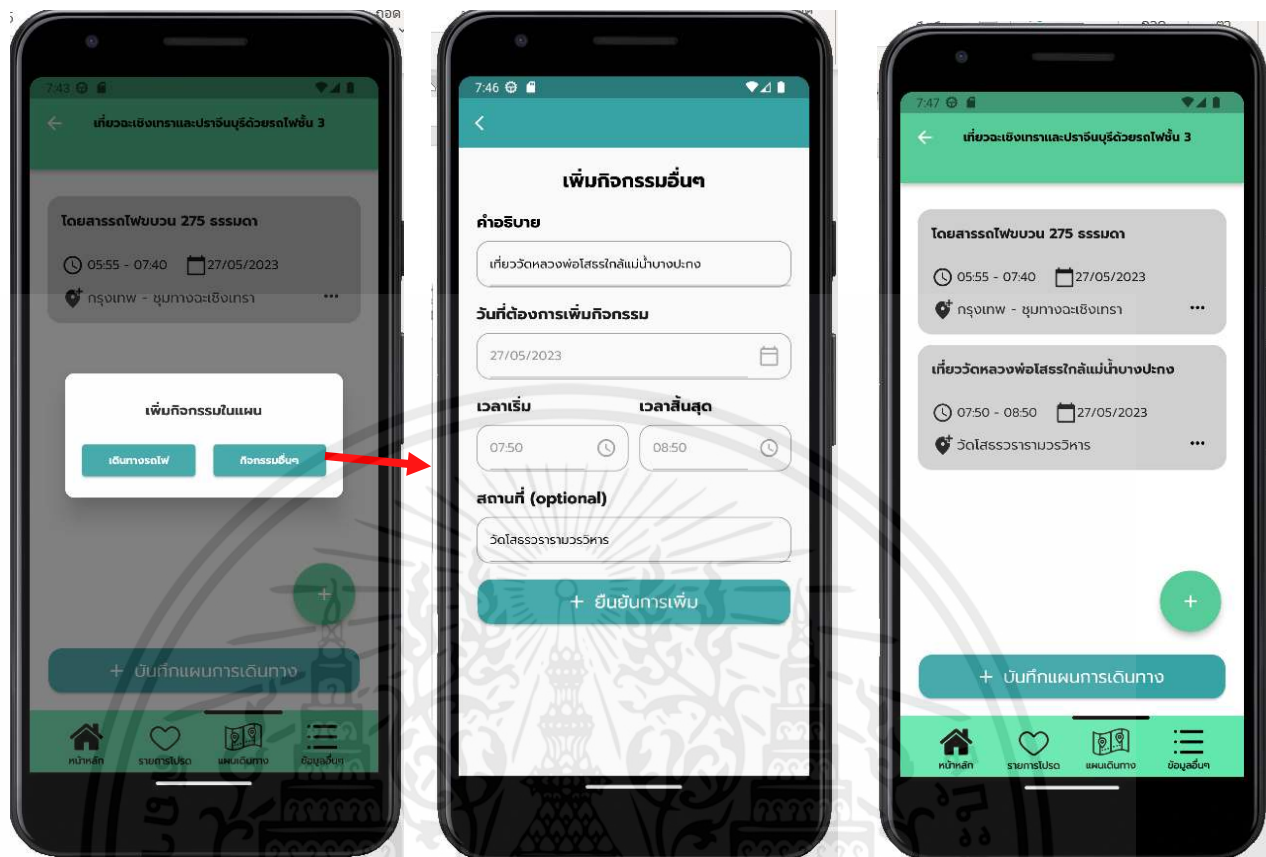 7:43
เที่ยวฉะเชิงเทราและปราจีนบุรีด้วยรถไฟชั้น 3
โดยสารรถไฟขบวน 275 ธรรมดา
05:55 - 07:40 27/05/2023
กรุงเทพ - ชุมทางฉะเชิงเทรา
เพิ่มกิจกรรมในแผน
เดินทางรถไฟ กิจกรรมอื่นๆ
+
+ บันทึกแผนการเดินทาง
หน้าหลัก รายการโปรด แผนเดินทาง ข้อมูลอื่นๆ
7:46
เพิ่มกิจกรรมอื่นๆ
คำอธิบาย
เที่ยววัดหลวงพ่อโสธรใกล้แม่น้ำบางปะกง
วันที่ต้องการเพิ่มกิจกรรม
27/05/2023
เวลาเริ่ม เวลาสิ้นสุด
07:50 08:50
สถานที่ (optional)
วัดโสธรวรารามวรวิหาร
+ ยืนยันการเพิ่ม
7:47
เที่ยวฉะเชิงเทราและปราจีนบุรีด้วยรถไฟชั้น 3
โดยสารรถไฟขบวน 275 ธรรมดา
05:55 - 07:40 27/05/2023
กรุงเทพ - ชุมทางฉะเชิงเทรา
เที่ยววัดหลวงพ่อโสธรใกล้แม่น้ำบางปะกง
07:50 - 08:50 27/05/2023
วัดโสธรวรารามวรวิหาร
+
+ บันทึกแผนการเดินทาง
หน้าหลัก รายการโปรด แผนเดินทาง ข้อมูลอื่นๆ